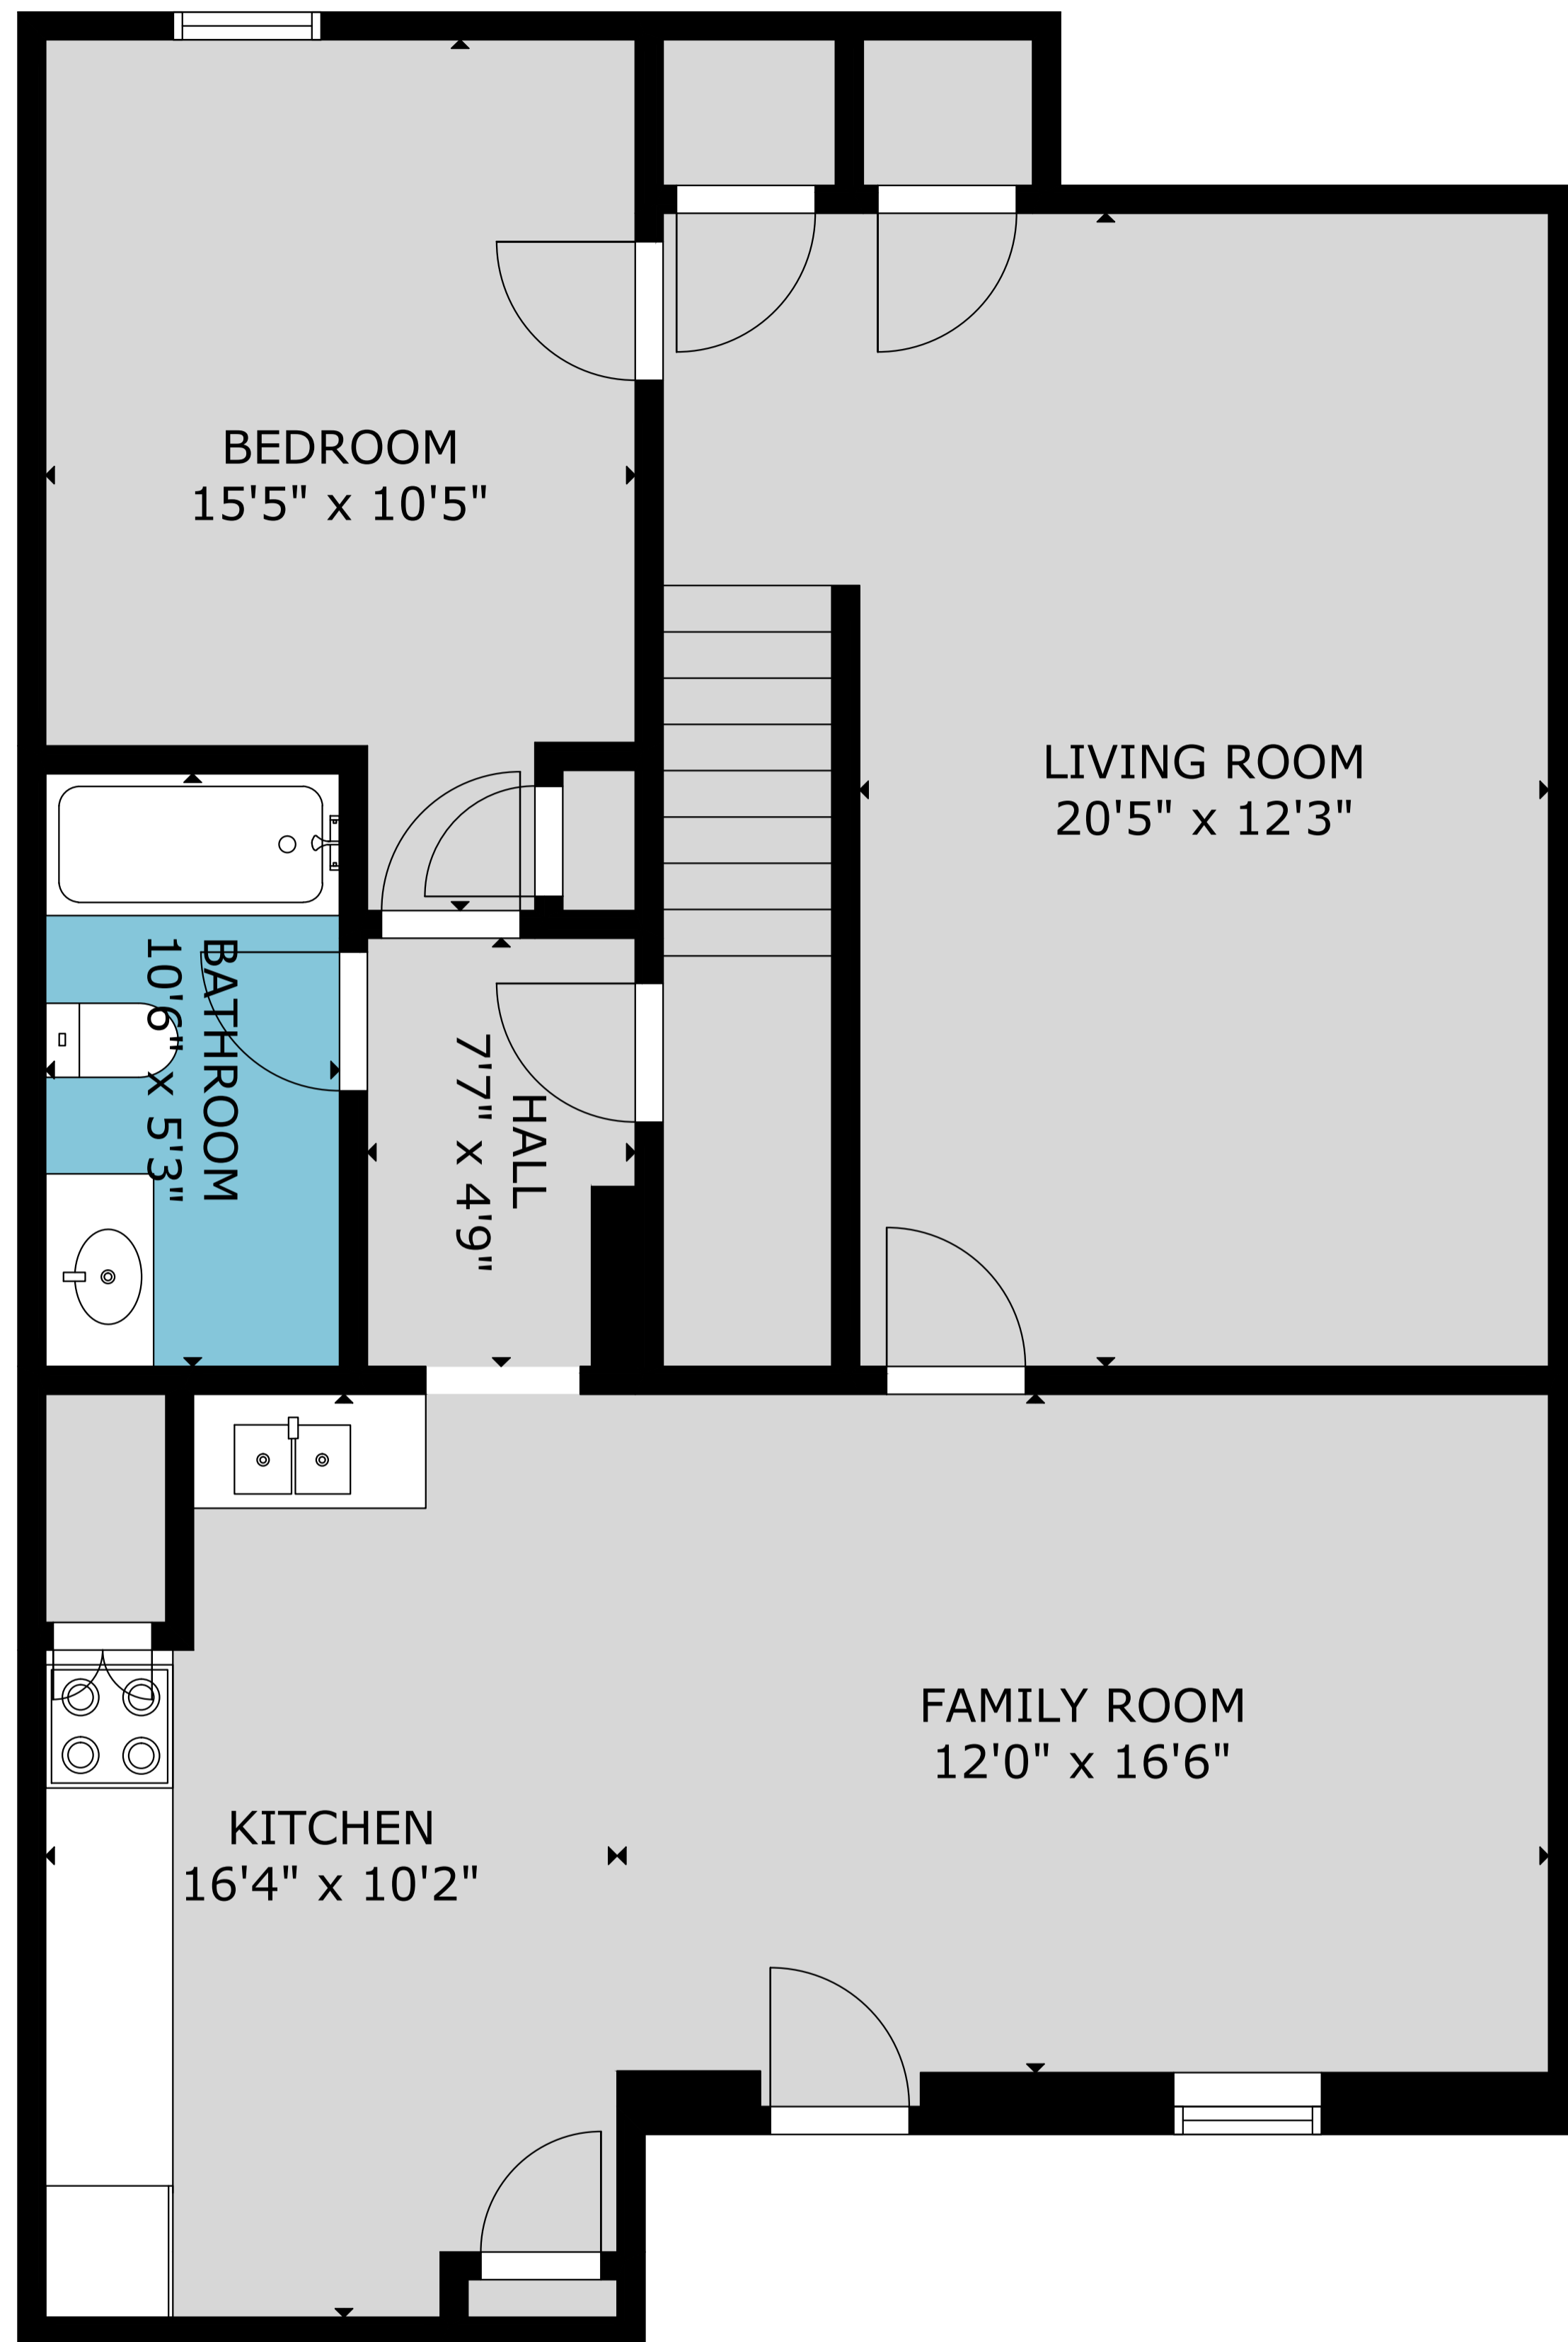 BEDROOM
15'5" x 10'5"
LIVING ROOM
20'5" x 12'3"
BATHROOM
10'6" x 5'3"
HALL
7'7" x 4'9"
FAMILY ROOM
12'0" x 16'6"
KITCHEN
16'4" x 10'2"